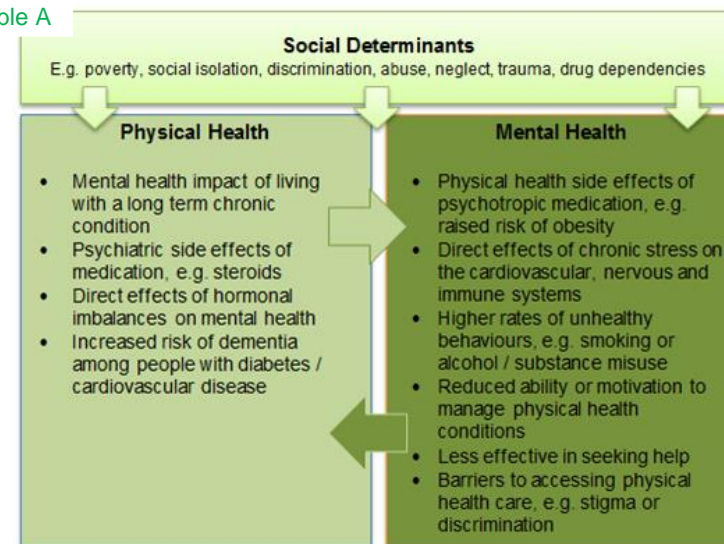 ble A
Social Determinants
E.g. poverty, social isolation, discrimination, abuse, neglect, trauma, drug dependencies
Physical Health
• Mental health impact of living
with a long term chronic
condition
• Psychiatric side effects of
medication, e.g. steroids
• Direct effects of hormonal
imbalances on mental health
• Increased risk of dementia
among people with diabetes /
cardiovascular disease
Mental Health
• Physical health side effects of
psychotropic medication, e.g.
raised risk of obesity
• Direct effects of chronic stress on
the cardiovascular, nervous and
immune systems
• Higher rates of unhealthy
behaviours, e.g. smoking or
alcohol / substance misuse
• Reduced ability or motivation to
manage physical health
conditions
• Less effective in seeking help
• Barriers to accessing physical
health care, e.g. stigma or
discrimination